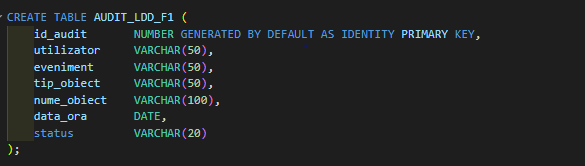 CREATE TABLE AUDIT_LDD_F1 (
    id_audit       NUMBER GENERATED BY DEFAULT AS IDENTITY PRIMARY KEY,
    utilizator     VARCHAR(50),
    eveniment      VARCHAR(50),
    tip_obiect     VARCHAR(50),
    nume_obiect    VARCHAR(100),
    data_ora       DATE,
    status         VARCHAR(20)
);